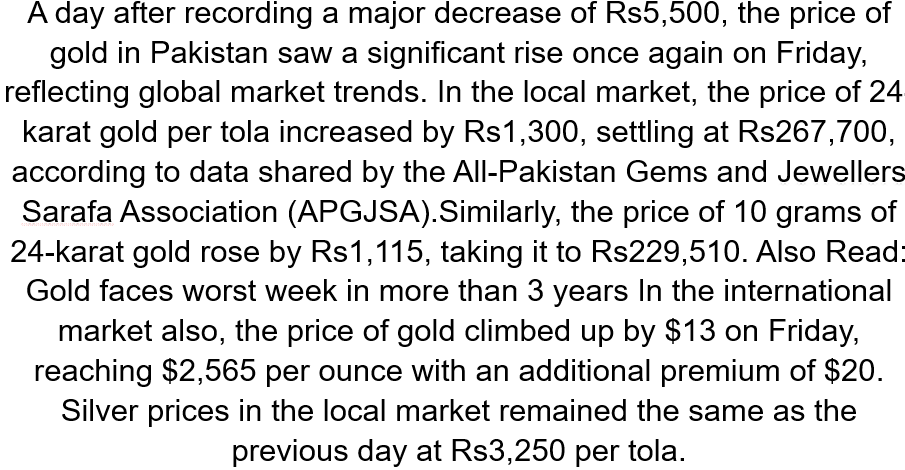 A day after recording a major decrease of Rs5,500, the price of
gold in Pakistan saw a significant rise once again on Friday,
reflecting global market trends. In the local market, the price of 24-
karat gold per tola increased by Rs1,300, settling at Rs267,700,
according to data shared by the All-Pakistan Gems and Jewellers
Sarafa Association (APGJSA).Similarly, the price of 10 grams of
24-karat gold rose by Rs1,115, taking it to Rs229,510. Also Read:
Gold faces worst week in more than 3 years In the international
market also, the price of gold climbed up by $13 on Friday,
reaching $2,565 per ounce with an additional premium of $20.
Silver prices in the local market remained the same as the
previous day at Rs3,250 per tola.